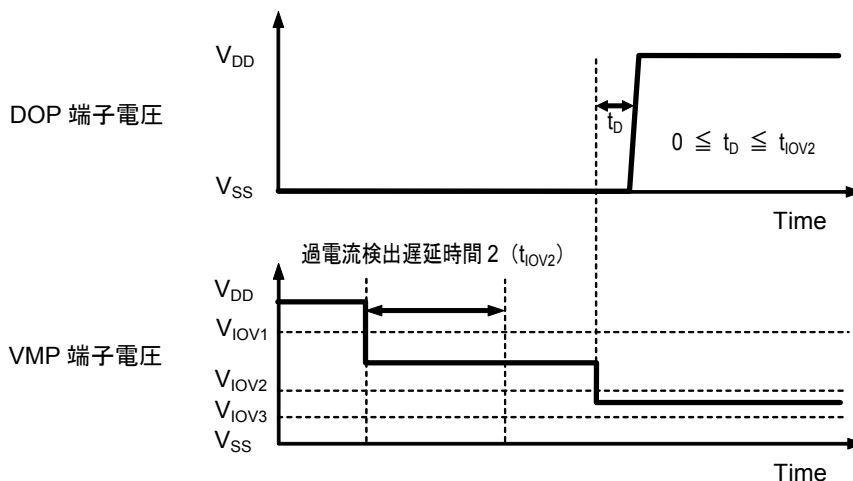 V_DD
DOP 端子電圧
t_D
0 ≦ t_D ≦ t_IOV2
V_SS
Time
過電流検出遅延時間 2（t_IOV2）
V_DD
V_IOV1
VMP 端子電圧
V_IOV2
V_IOV3
V_SS
Time